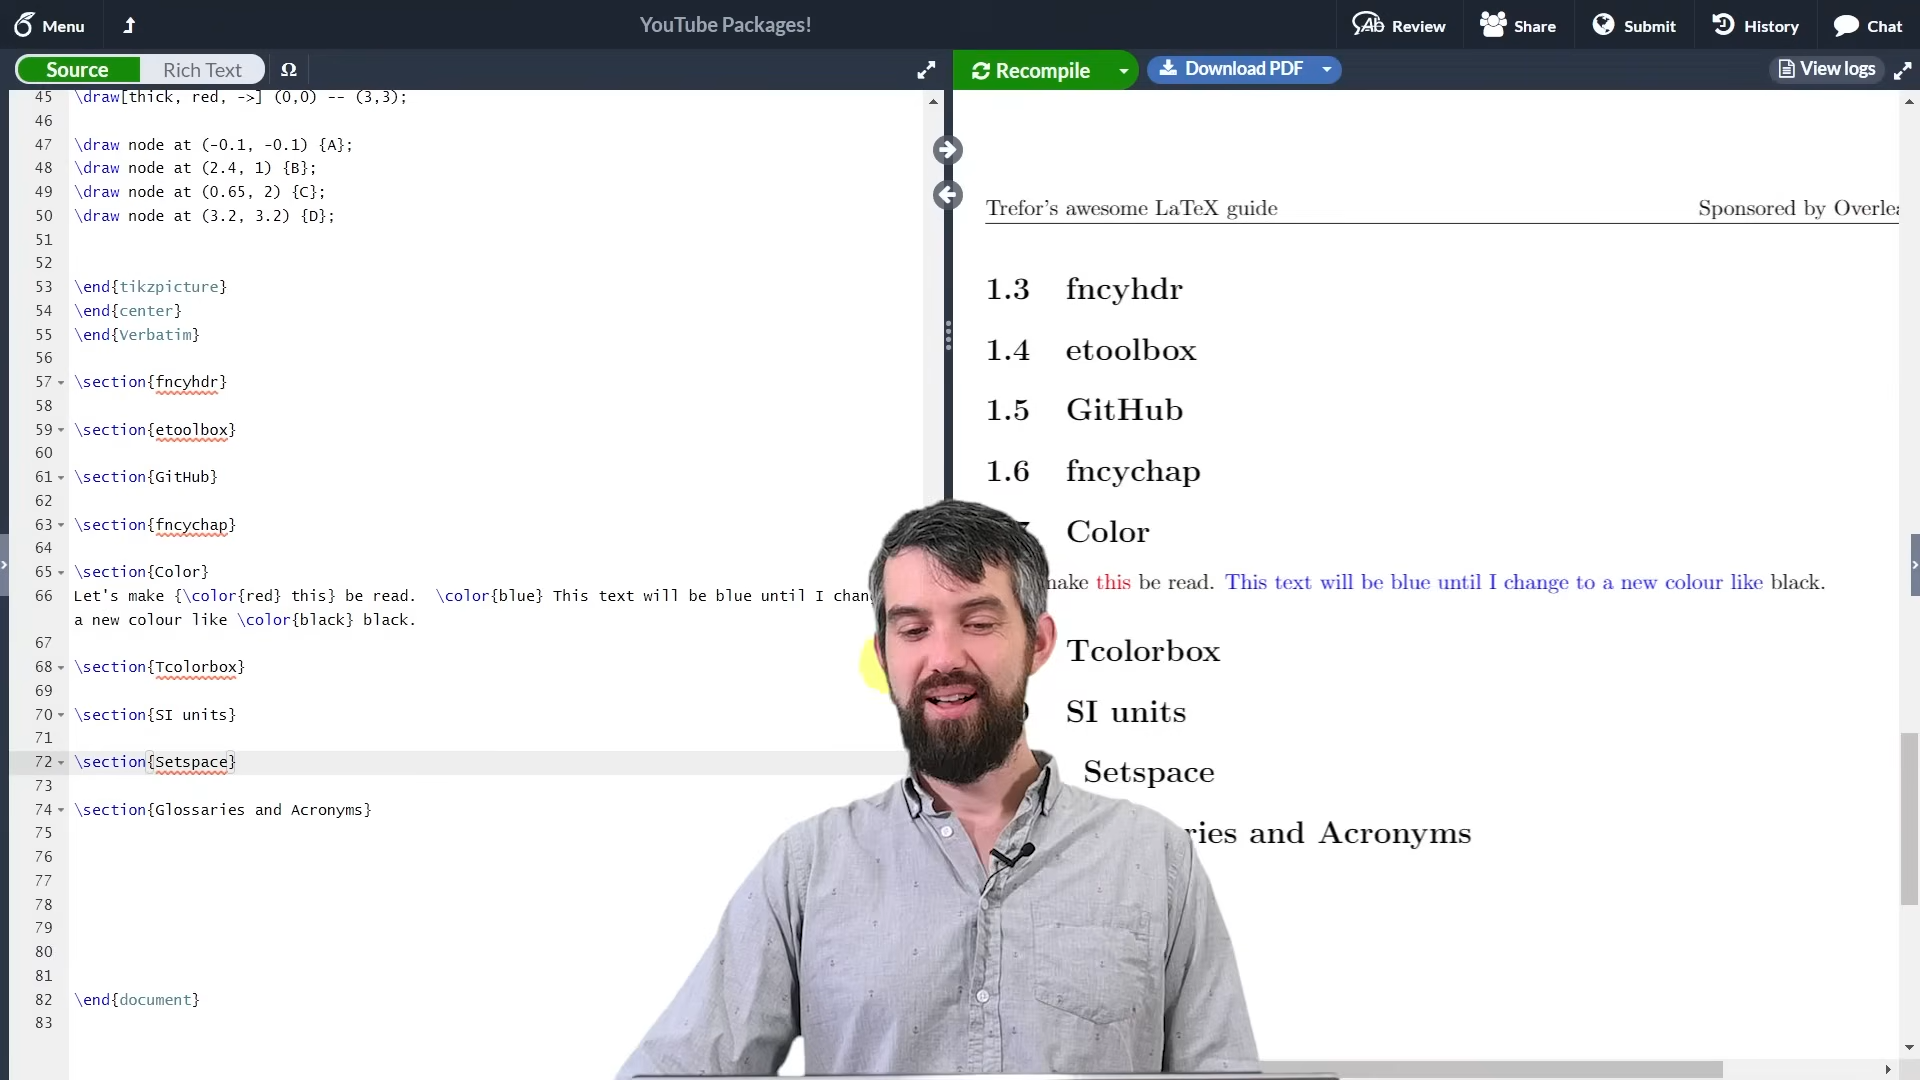 Menu
YouTube Packages!
Review
Share
Submit
History
Chat
Source
Rich Text
Ω
Recompile
Download PDF
View logs
45 \draw[thick, red, ->] (0,0) -- (3,3);
46
47 \draw node at (-0.1, -0.1) {A};
48 \draw node at (2.4, 1) {B};
49 \draw node at (0.65, 2) {C};
50 \draw node at (3.2, 3.2) {D};
51
52
53 \end{tikzpicture}
54 \end{center}
55 \end{Verbatim}
56
57 \section{fncyhdr}
58
59 \section{etoolbox}
60
61 \section{GitHub}
62
63 \section{fncychap}
64
65 \section{Color}
66 Let's make {\color{red} this} be read. \color{blue} This text will be blue until I
a new colour like \color{black} black.
67
68 \section{Tcolorbox}
69
70 \section{SI units}
71
72 \section{Setspace}
73
74 \section{Glossaries and Acronyms}
75
76
77
78
79
80
81
82 \end{document}
83
Trefor's awesome LaTeX guide
Sponsored by
1.3 fncyhdr
1.4 etoolbox
1.5 GitHub
1.6 fncychap
Color
make this be read. This text will be blue until I change to a new colour like black.
Tcolorbox
SI units
Setspace
and Acronyms